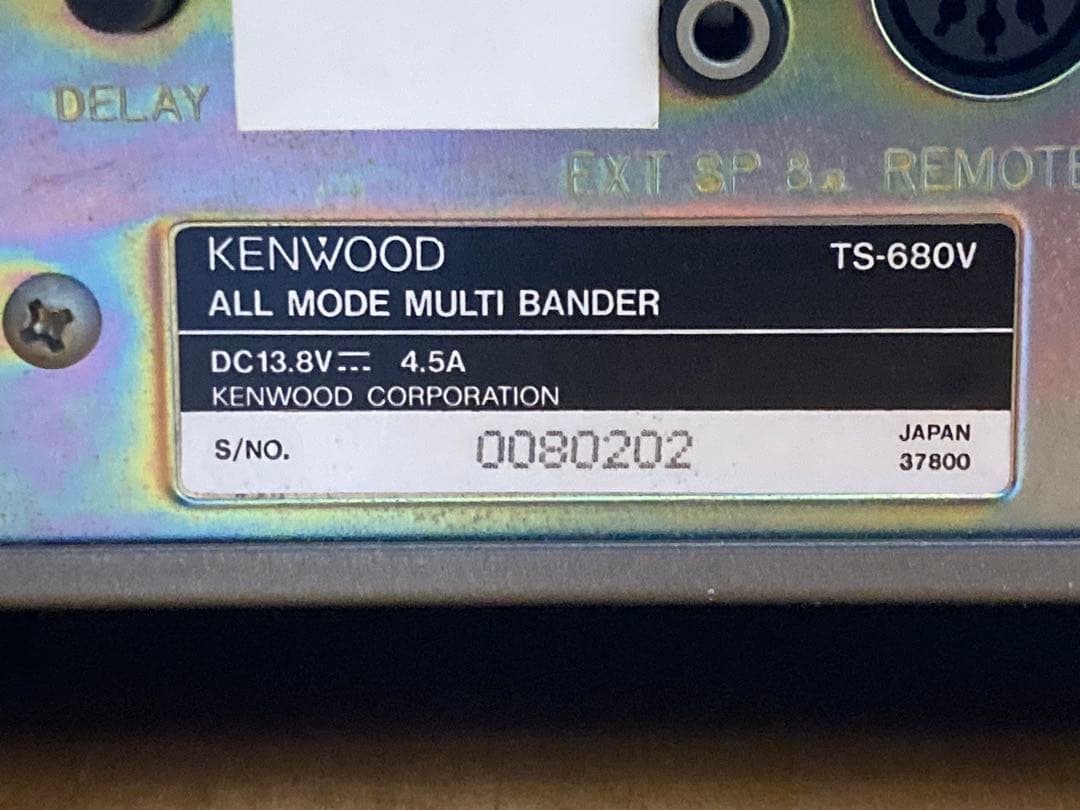 DELAY
EXT SP 8Ω REMOTE
KENWOOD TS-680V
ALL MODE MULTI BANDER
DC13.8V⎓ 4.5A
KENWOOD CORPORATION
S/NO. 0080202 JAPAN
37800